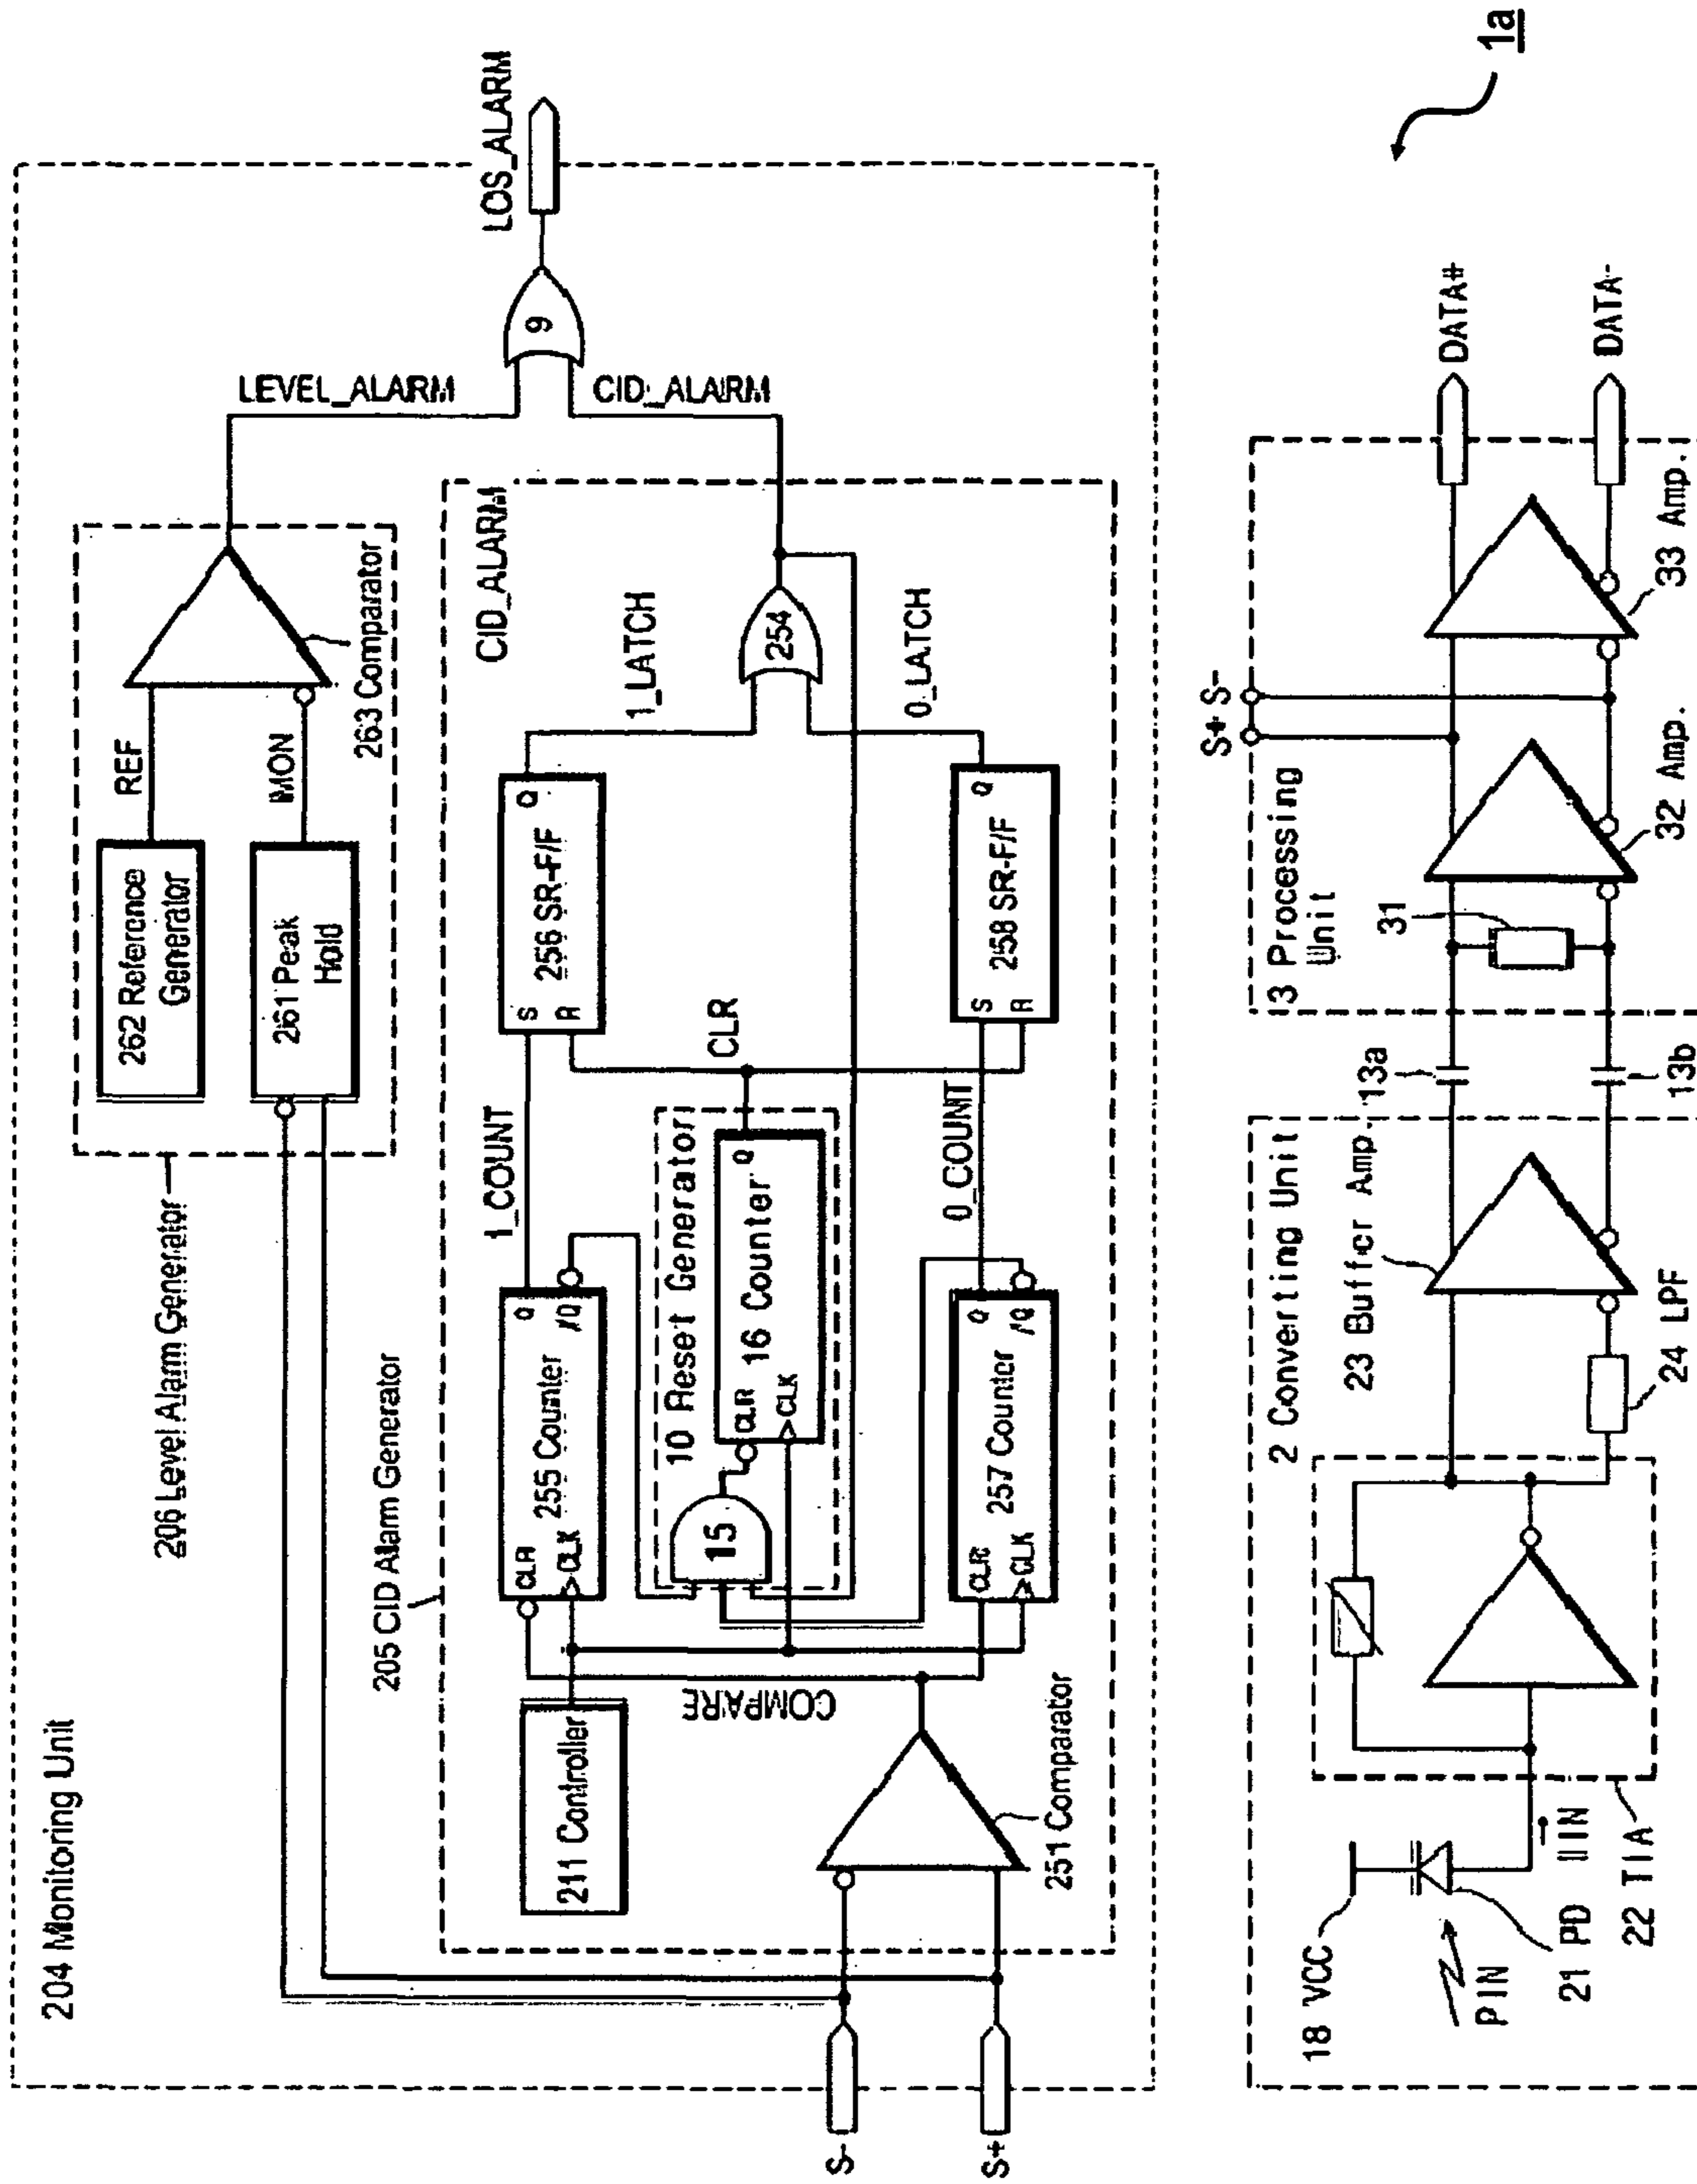 204 Monitoring Unit
206 Level Alarm Generator
262 Reference
Generator
261 Peak
Hold
REF
IMON
263 Comparator
LEVEL_ALARM
CID_ALARM
9
LOS_ALARM
205 CID Alarm Generator
CID_ALARM
211 Controller
COMPARE
251 Comparator
S-
S+
255 Counter
CLR
CLK
Q
/Q
1_COUNT
256 SR-F/F
S
R
Q
1_LATCH
10 Reset Generator
15
16 Counter
CLR
CLK
Q
CLR
254
257 Counter
CLR
CLK
Q
/Q
0_COUNT
258 SR-F/F
S
R
Q
0_LATCH
1a
2 Converting Unit
18 VCC
PIN
21 PD
IIN
22 TIA
23 Buffer Amp.
24 LPF
13a
13b
3 Processing
Unit
31
32 Amp.
33 Amp.
S+ S-
DATA+
DATA-